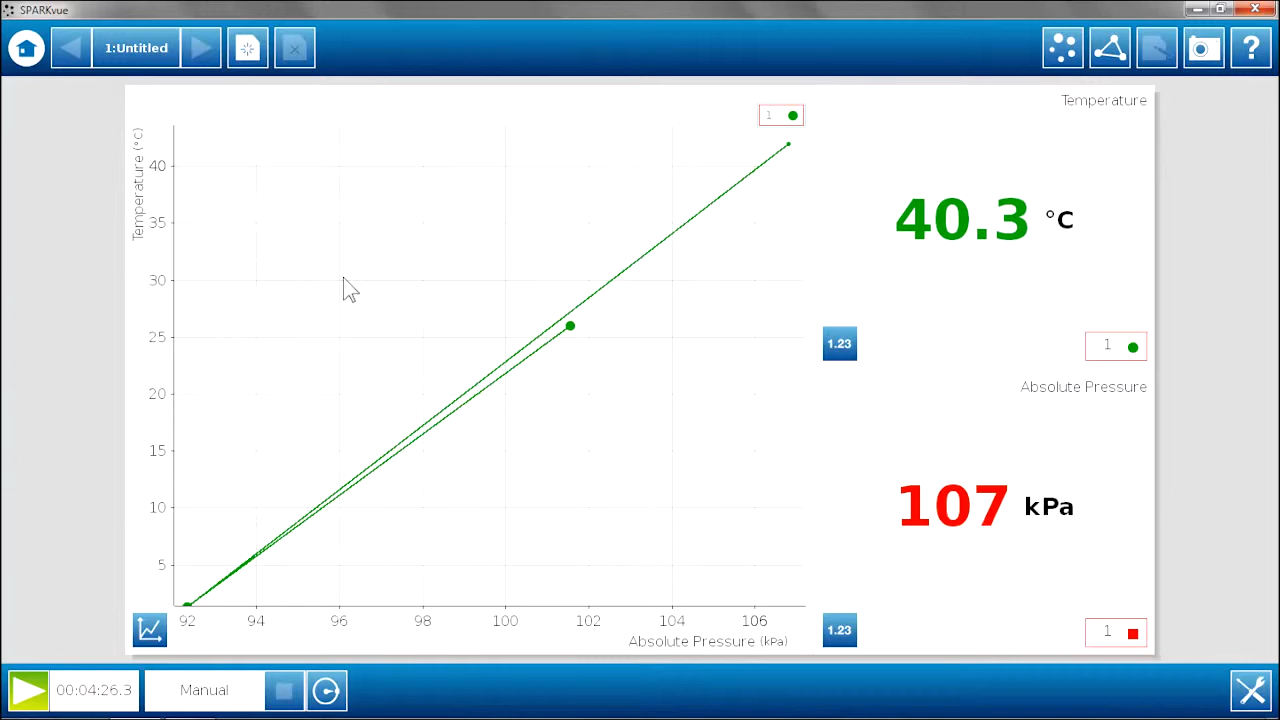 SPARKvue
1:Untitled
?
Temperature
1
Temperature (°C)
40
35
30
25
20
15
10
5
40.3 °C
1.23
1
Absolute Pressure
107 kPa
92 94 96 98 100 102 104 106
Absolute Pressure (kPa)
1.23
1
00:04:26.3
Manual